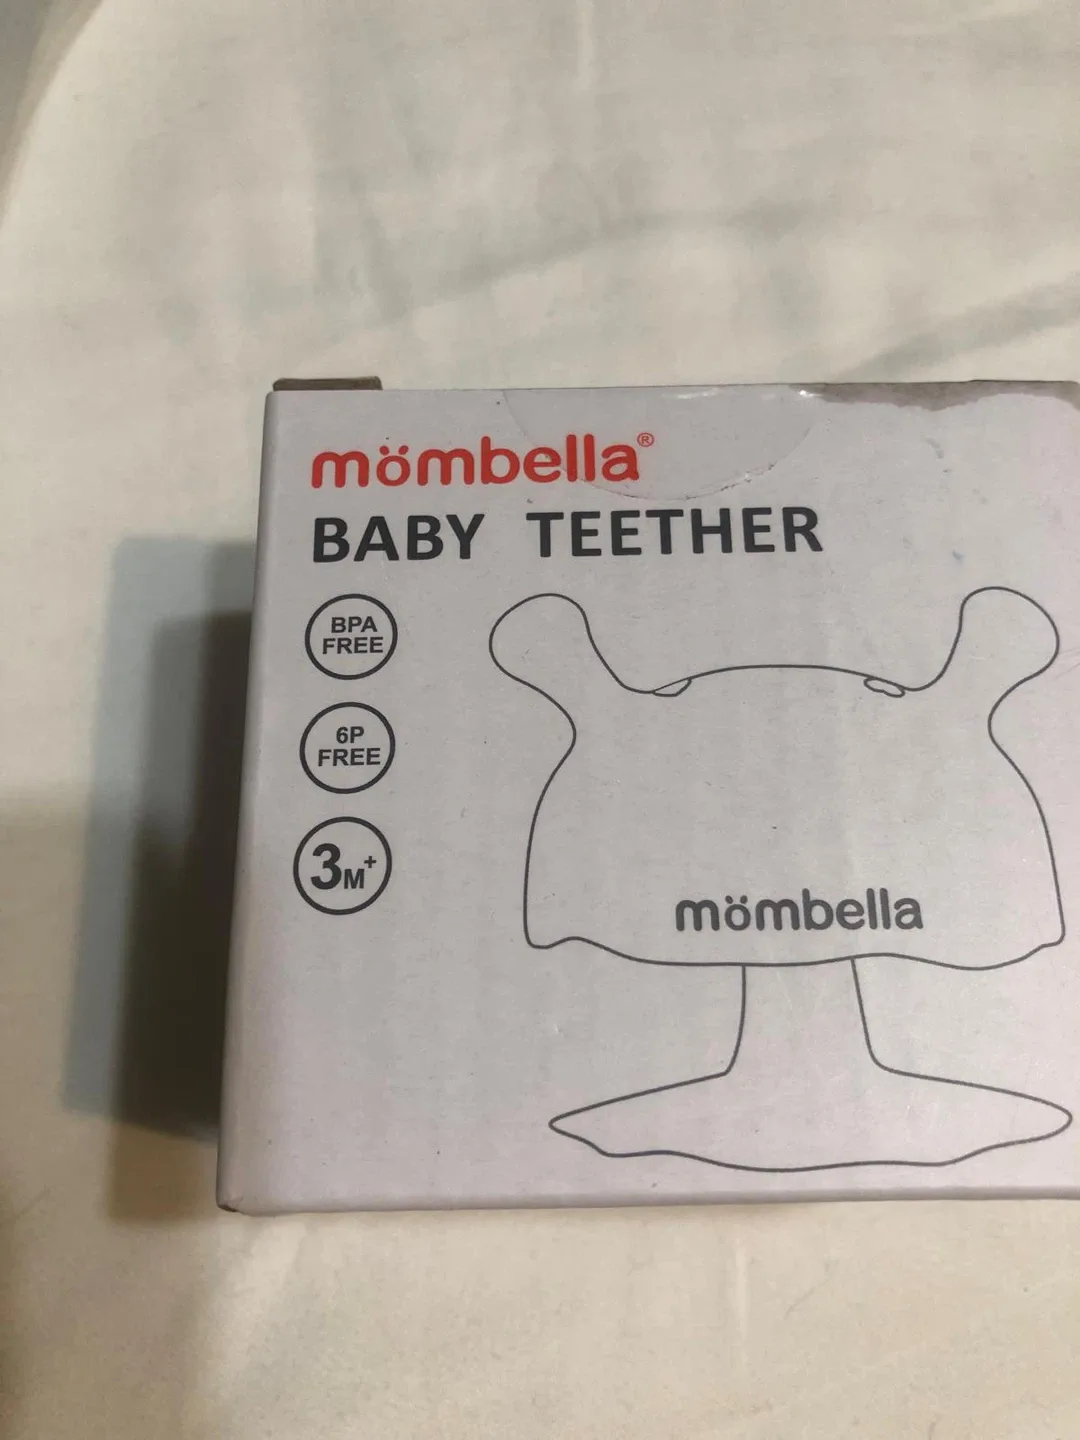 mömbella®
BABY TEETHER
BPA
FREE
6P
FREE
3M+
mömbella